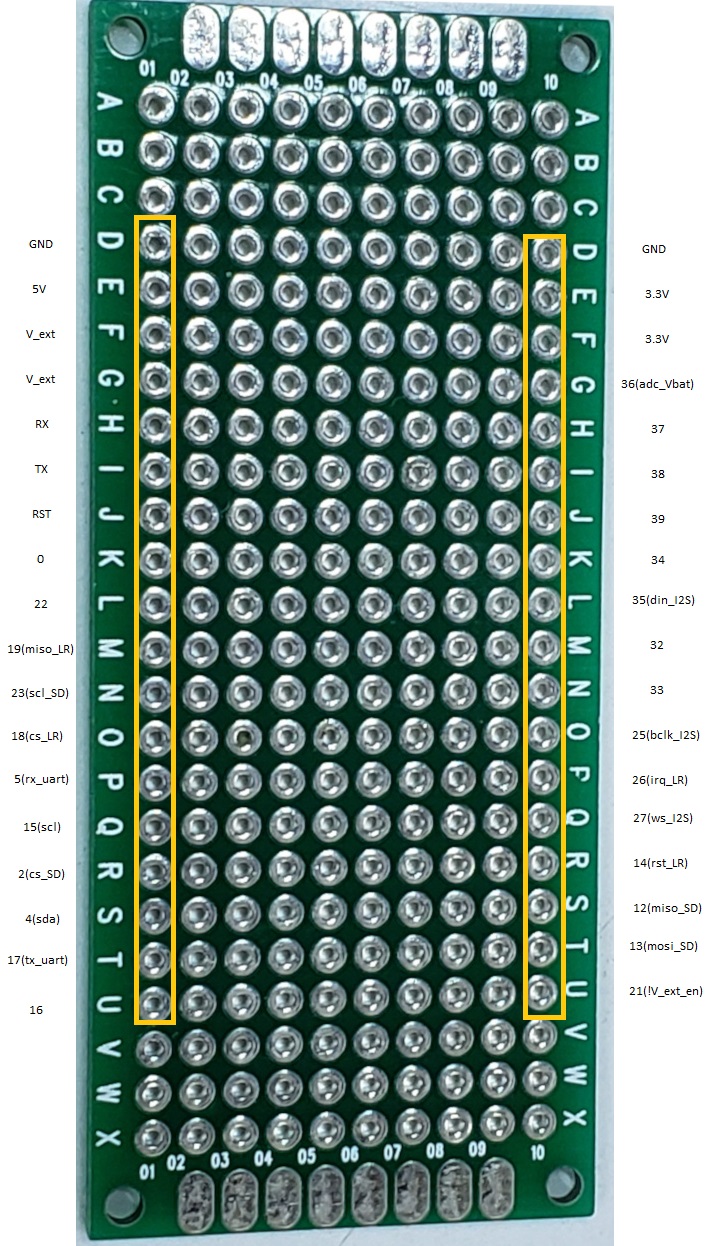 01 02 03 04 05 06 07 08 09 10
A A
B B
C C
GND D D GND
5V E E 3.3V
V_ext F F 3.3V
V_ext G G 36(adc_Vbat)
RX H H 37
TX I I 38
RST J J 39
0 K K 34
22 L L 35(din_I2S)
19(miso_LR) M M 32
23(scl_SD) N N 33
18(cs_LR) O O 25(bclk_I2S)
5(rx_uart) P P 26(irq_LR)
15(scl) Q Q 27(ws_I2S)
2(cs_SD) R R 14(rst_LR)
4(sda) S S 12(miso_SD)
17(tx_uart) T T 13(mosi_SD)
16 U U 21(!V_ext_en)
V V
W W
X X
01 02 03 04 05 06 07 08 09 10